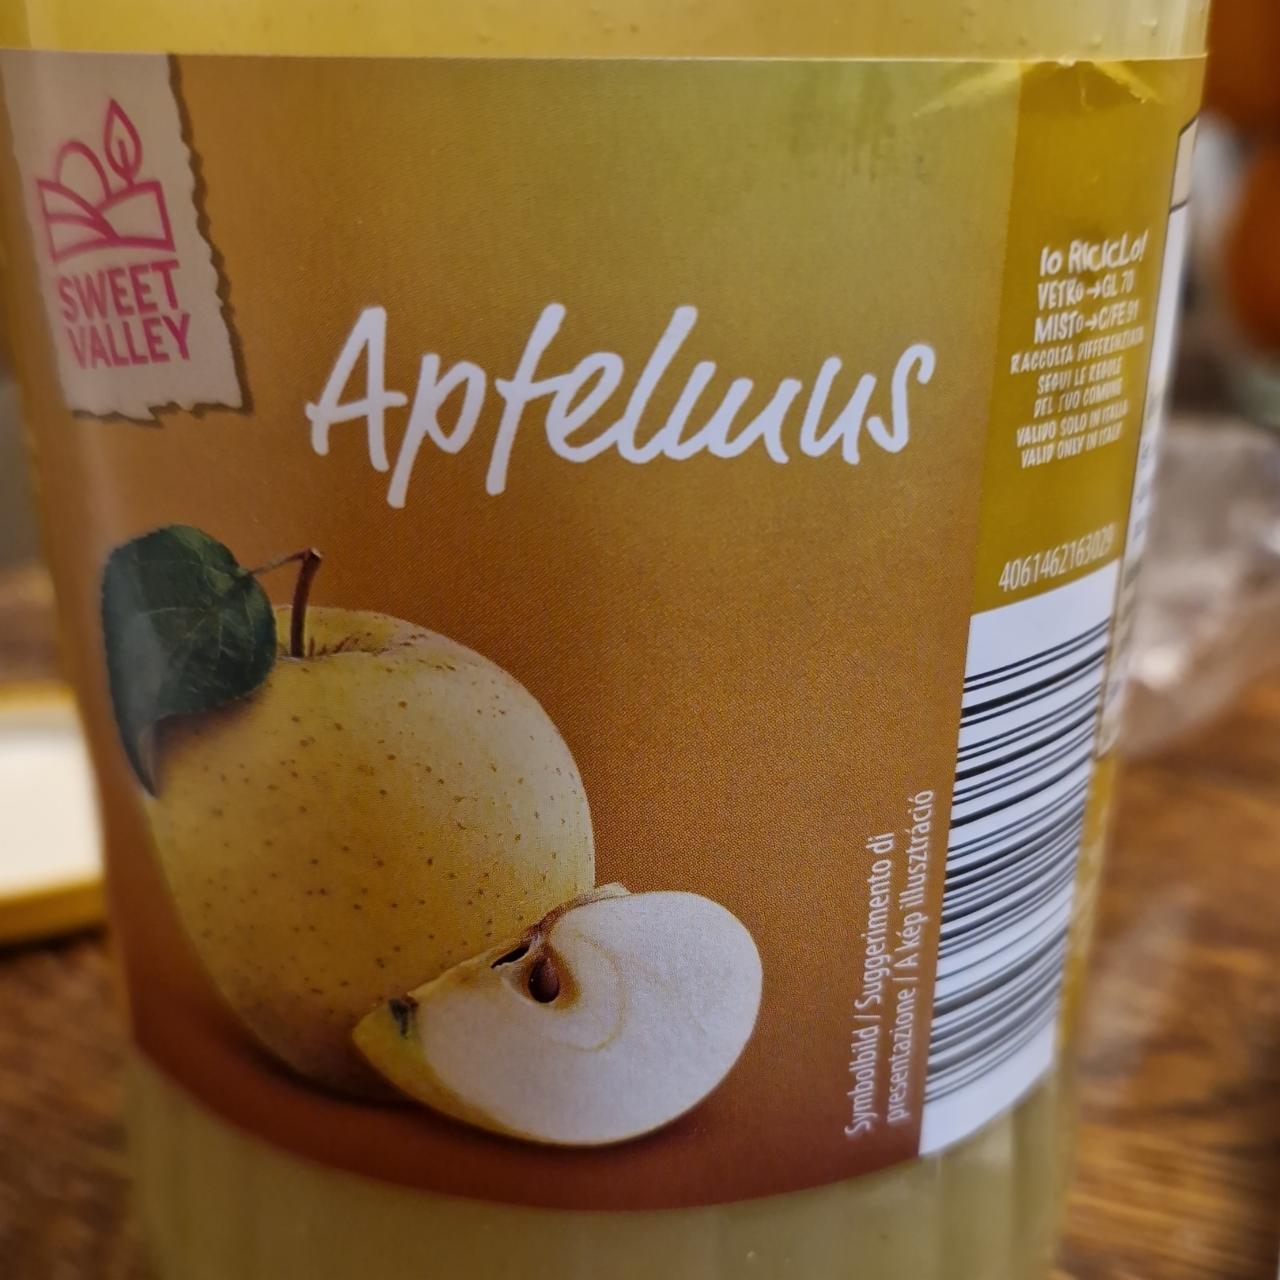 SWEET
VALLEY
Apfelmus
IO RICICLO!
VETRO→GL 70
MISTO→C/FE 91
RACCOLTA DIFFERENZIATA
SEGUI LE REGOLE
DEL TUO COMUNE
VALIDO SOLO IN ITALIA
VALID ONLY IN ITALY
4061462163029
Symbolbild / Suggerimento di
presentazione / A kép illusztráció